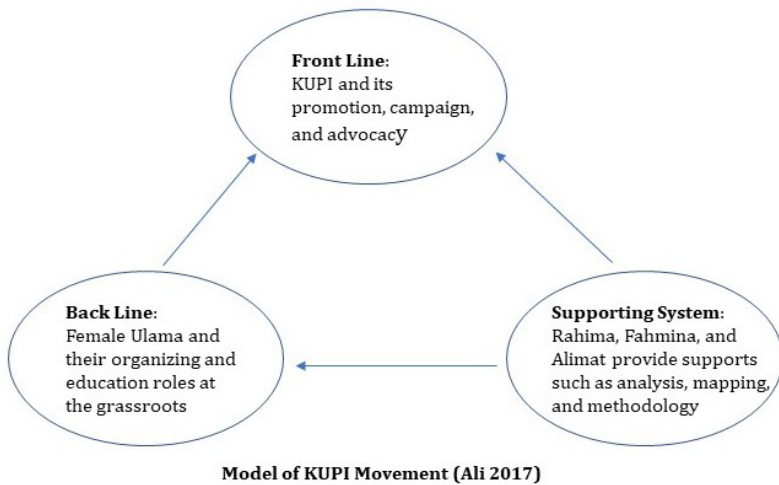 Front Line:
KUPI and its
promotion, campaign,
and advocacy
Back Line:
Female Ulama and
their organizing and
education roles at
the grassroots
Supporting System:
Rahima, Fahmina, and
Alimat provide supports
such as analysis, mapping,
and methodology
Model of KUPI Movement (Ali 2017)